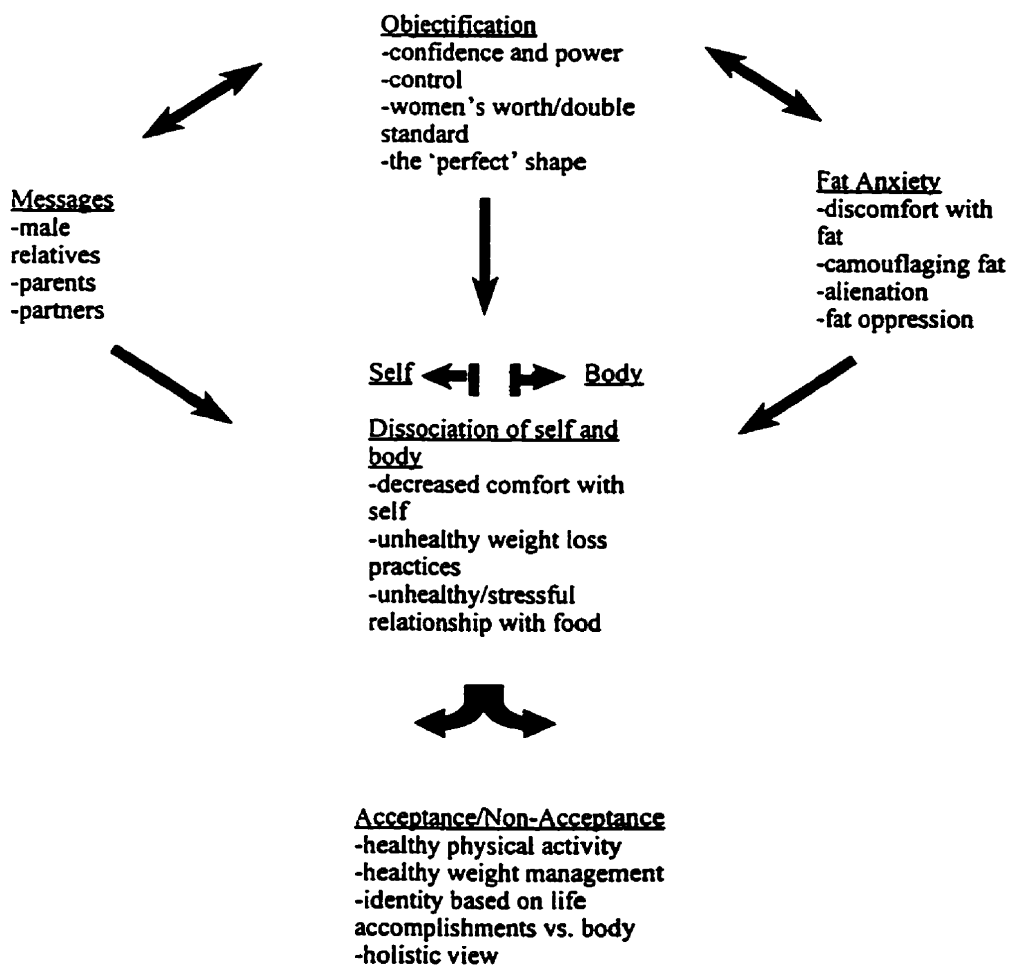 Objectification
-confidence and power
-control
-women's worth/double
standard
-the 'perfect' shape
Messages
-male
relatives
-parents
-partners
Fat Anxiety
-discomfort with
fat
-camouflaging fat
-alienation
-fat oppression
Self
Body
Dissociation of self and
body
-decreased comfort with
self
-unhealthy weight loss
practices
-unhealthy/stressful
relationship with food
Acceptance/Non-Acceptance
-healthy physical activity
-healthy weight management
-identity based on life
accomplishments vs. body
-holistic view